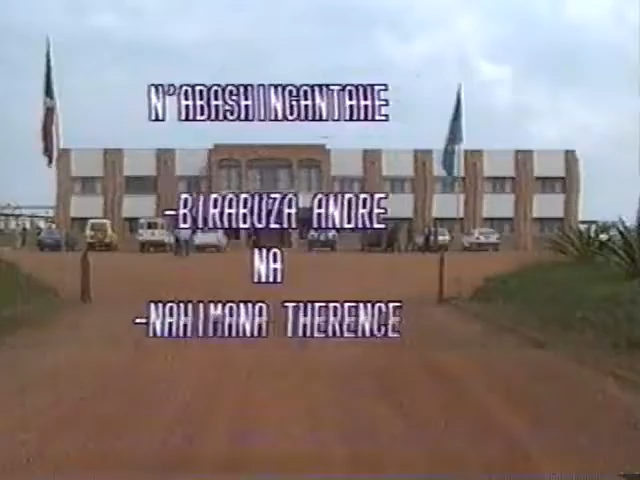 N'ABASHINGANTAHE
-BIRABUZA ANDRE
NA
-NAHIMANA THERENCE